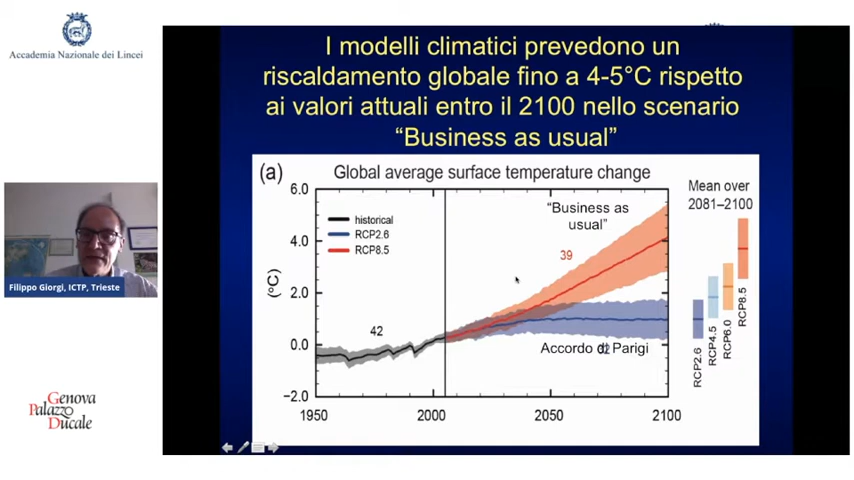 Accademia Nazionale dei Lincei
I modelli climatici prevedono un
riscaldamento globale fino a 4-5°C rispetto
ai valori attuali entro il 2100 nello scenario
“Business as usual”
(a) Global average surface temperature change
Mean over
2081–2100
6.0
4.0
2.0
0.0
−2.0
(°C)
historical
RCP2.6
RCP8.5
“Business as
usual”
39
42
Accordo di Parigi
32
1950
2000
2050
2100
RCP2.6
RCP4.5
RCP6.0
RCP8.5
Filippo Giorgi, ICTP, Trieste
Genova
Palazzo
Ducale